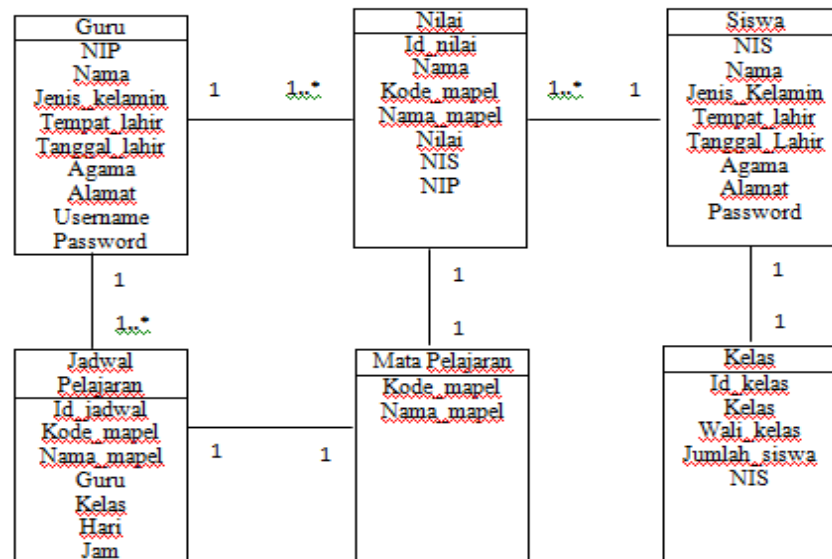 Guru
NIP
Nama
Jenis_kelamin
Tempat_lahir
Tanggal_lahir
Agama
Alamat
Username
Password
1
1..*
Nilai
Id_nilai
Nama
Kode_mapel
Nama_mapel
Nilai
NIS
NIP
1..*
1
Siswa
NIS
Nama
Jenis_Kelamin
Tempat_lahir
Tanggal_Lahir
Agama
Alamat
Password
1
1..*
1
1
1
1
Jadwal
Pelajaran
Id_jadwal
Kode_mapel
Nama_mapel
Guru
Kelas
Hari
Jam
1
1
Mata Pelajaran
Kode_mapel
Nama_mapel
Kelas
Id_kelas
Kelas
Wali_kelas
Jumlah_siswa
NIS